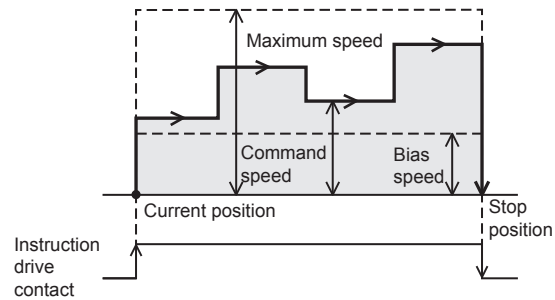 Maximum speed
Command
speed
Bias
speed
Current position
Stop
position
Instruction
drive
contact